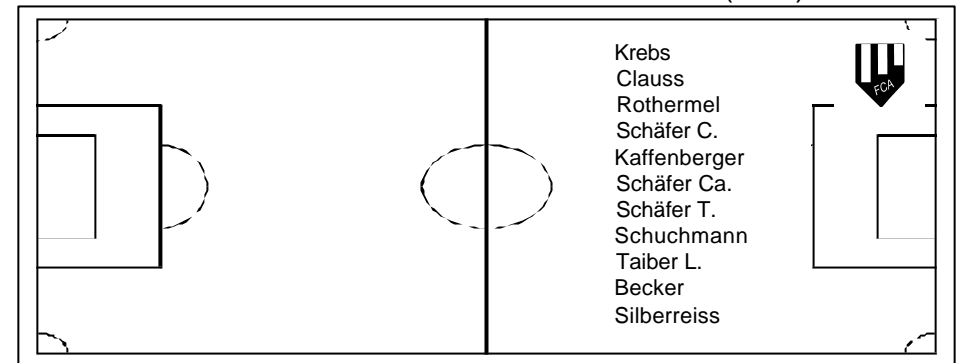 Krebs
Clauss
Rothermel
Schäfer C.
Kaffenberger
Schäfer Ca.
Schäfer T.
Schuchmann
Taiber L.
Becker
Silberreiss
FCA